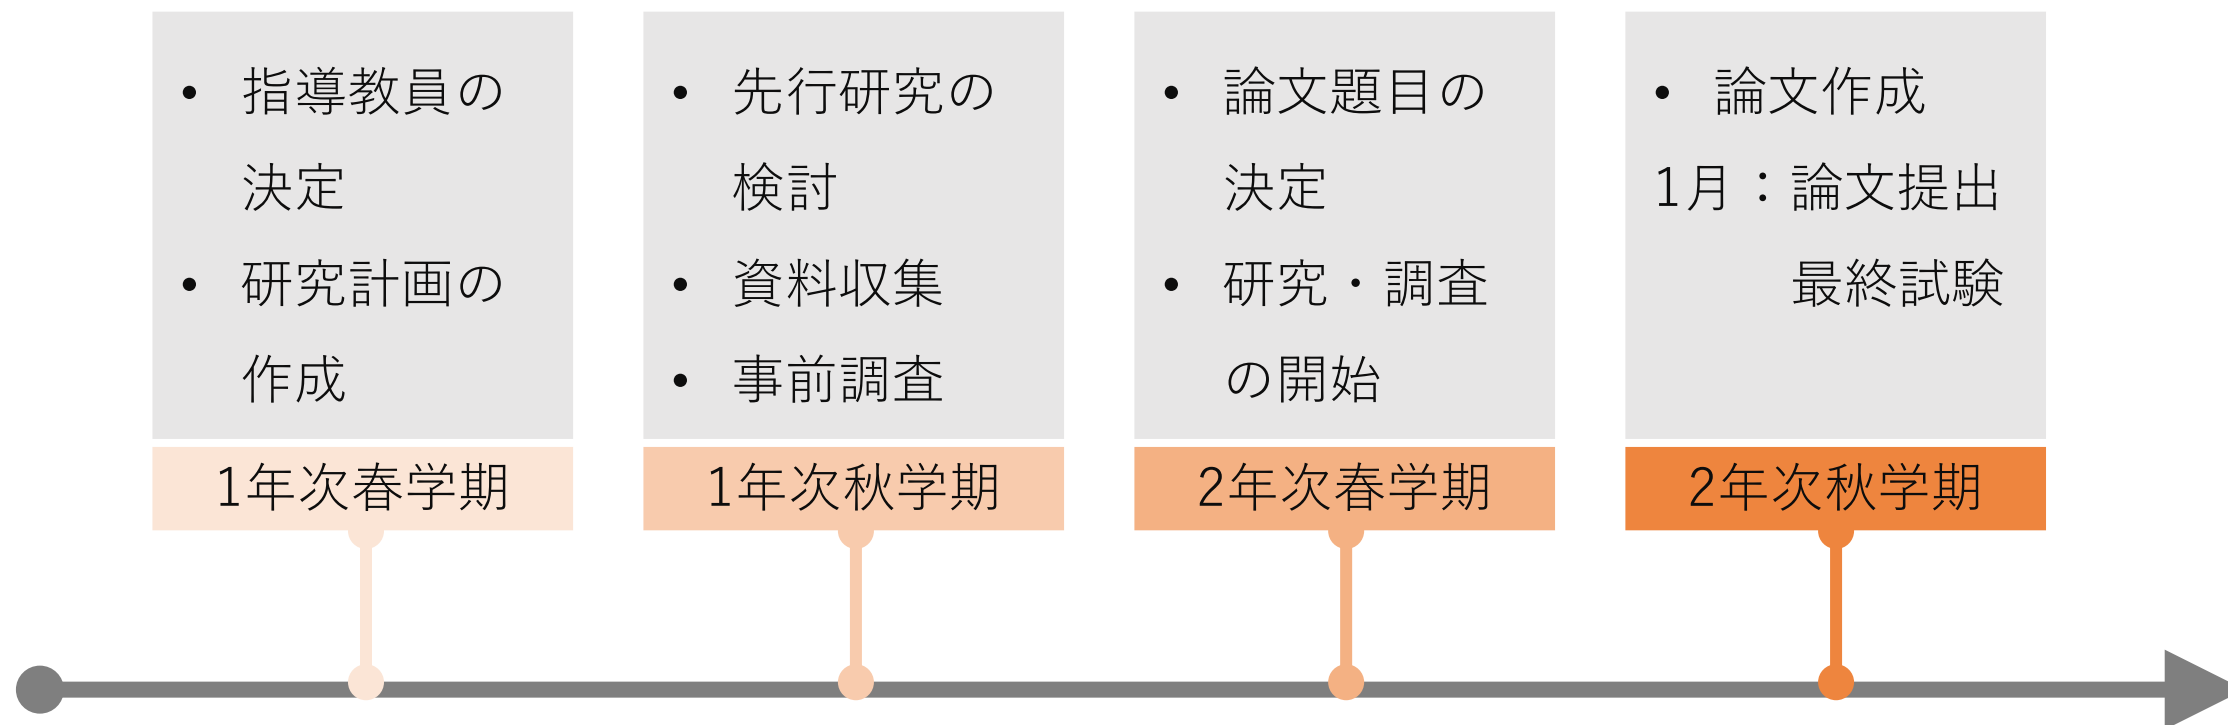 • 指導教員の
決定
• 研究計画の
作成
1年次春学期
• 先行研究の
検討
• 資料収集
• 事前調査
1年次秋学期
• 論文題目の
決定
• 研究・調査
の開始
2年次春学期
• 論文作成
1月：論文提出
最終試験
2年次秋学期